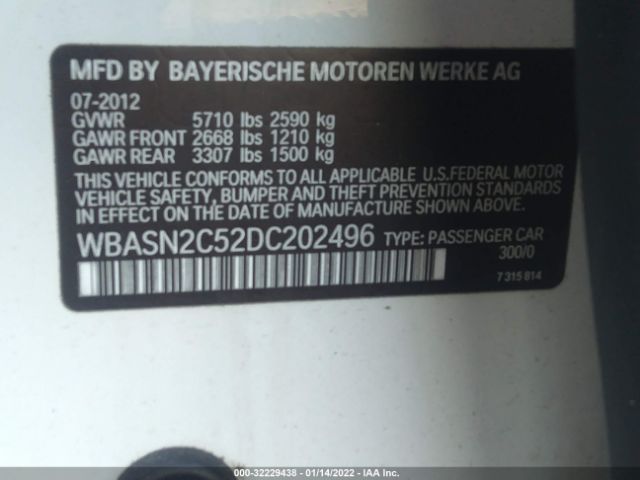 MFD BY BAYERISCHE MOTOREN WERKE AG
07-2012
GVWR 5710 lbs 2590 kg
GAWR FRONT 2668 lbs 1210 kg
GAWR REAR 3307 lbs 1500 kg
THIS VEHICLE CONFORMS TO ALL APPLICABLE U.S.FEDERAL MOTOR
VEHICLE SAFETY, BUMPER AND THEFT PREVENTION STANDARDS
IN EFFECT ON THE DATE OF MANUFACTURE SHOWN ABOVE.
WBASN2C52DC202496 TYPE: PASSENGER CAR
300/0
7 315 814
000-32229438 - 01/14/2022 - IAA Inc.